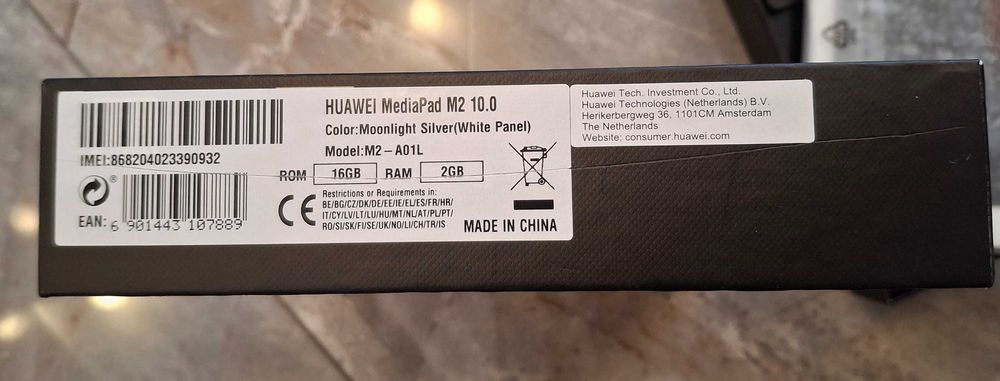 IMEI:868204023390932
®
EAN: 6 901443 107889
HUAWEI MediaPad M2 10.0
Color:Moonlight Silver(White Panel)
Model:M2-A01L
ROM 16GB RAM 2GB
CE
Restrictions or Requirements in:
BE/BG/CZ/DK/DE/EE/IE/EL/ES/FR/HR/
IT/CY/LV/LT/LU/HU/MT/NL/AT/PL/PT/
RO/SI/SK/FI/SE/UK/NO/LI/CH/TR/IS
MADE IN CHINA
Huawei Tech. Investment Co., Ltd.
Huawei Technologies (Netherlands) B.V.
Herikerbergweg 36, 1101CM Amsterdam
The Netherlands
Website: consumer.huawei.com